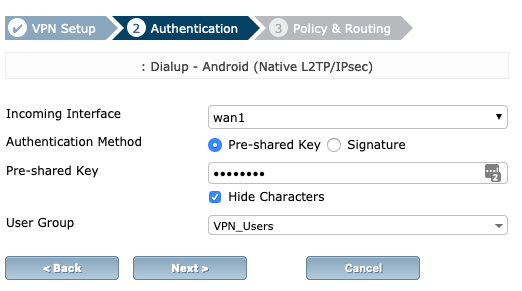 VPN Setup 2 Authentication 3 Policy & Routing
: Dialup - Android (Native L2TP/IPsec)
Incoming Interface wan1
Authentication Method Pre-shared Key Signature
Pre-shared Key •••••••• 2
Hide Characters
User Group VPN_Users
< Back Next > Cancel